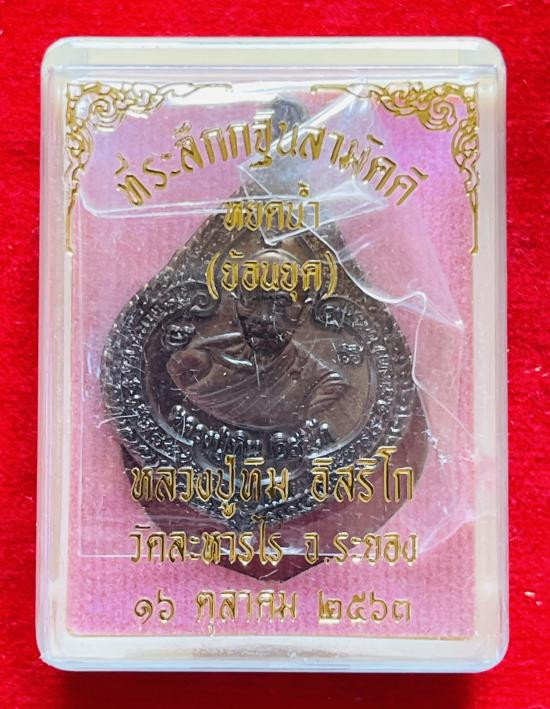 ที่ระลึกกฐินสามัคคี
หยดน้ำ
(ย้อนยุค)
หลวงปู่ทิม อิสริโก
วัดละหารไร่ จ.ระยอง
๑๖ ตุลาคม ๒๕๖๓